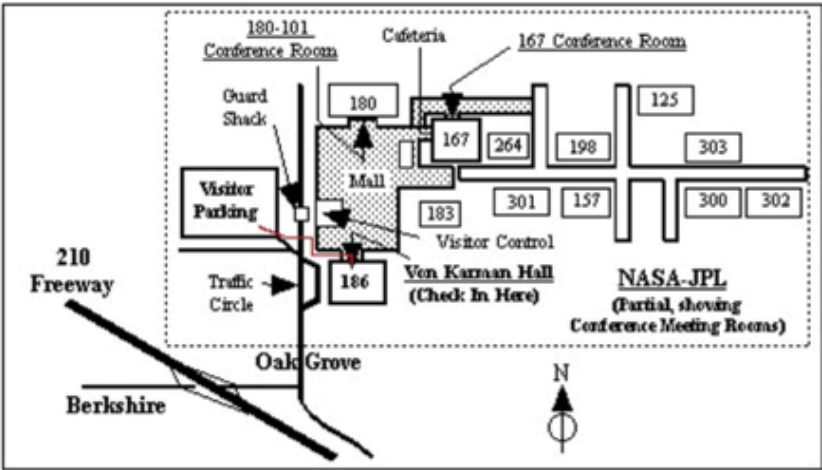 180-101
Conference Room
Cafeteria
167 Conference Room
Guard
Shack
180
125
167
264
198
303
Mall
Visitor
Parking
183
301
157
300
302
Visitor Control
210
Freeway
Traffic
Circle
186
Von Karman Hall
(Check In Here)
NASA-JPL
(Partial, showing
Conference Meeting Rooms)
Oak Grove
N
Berkshire